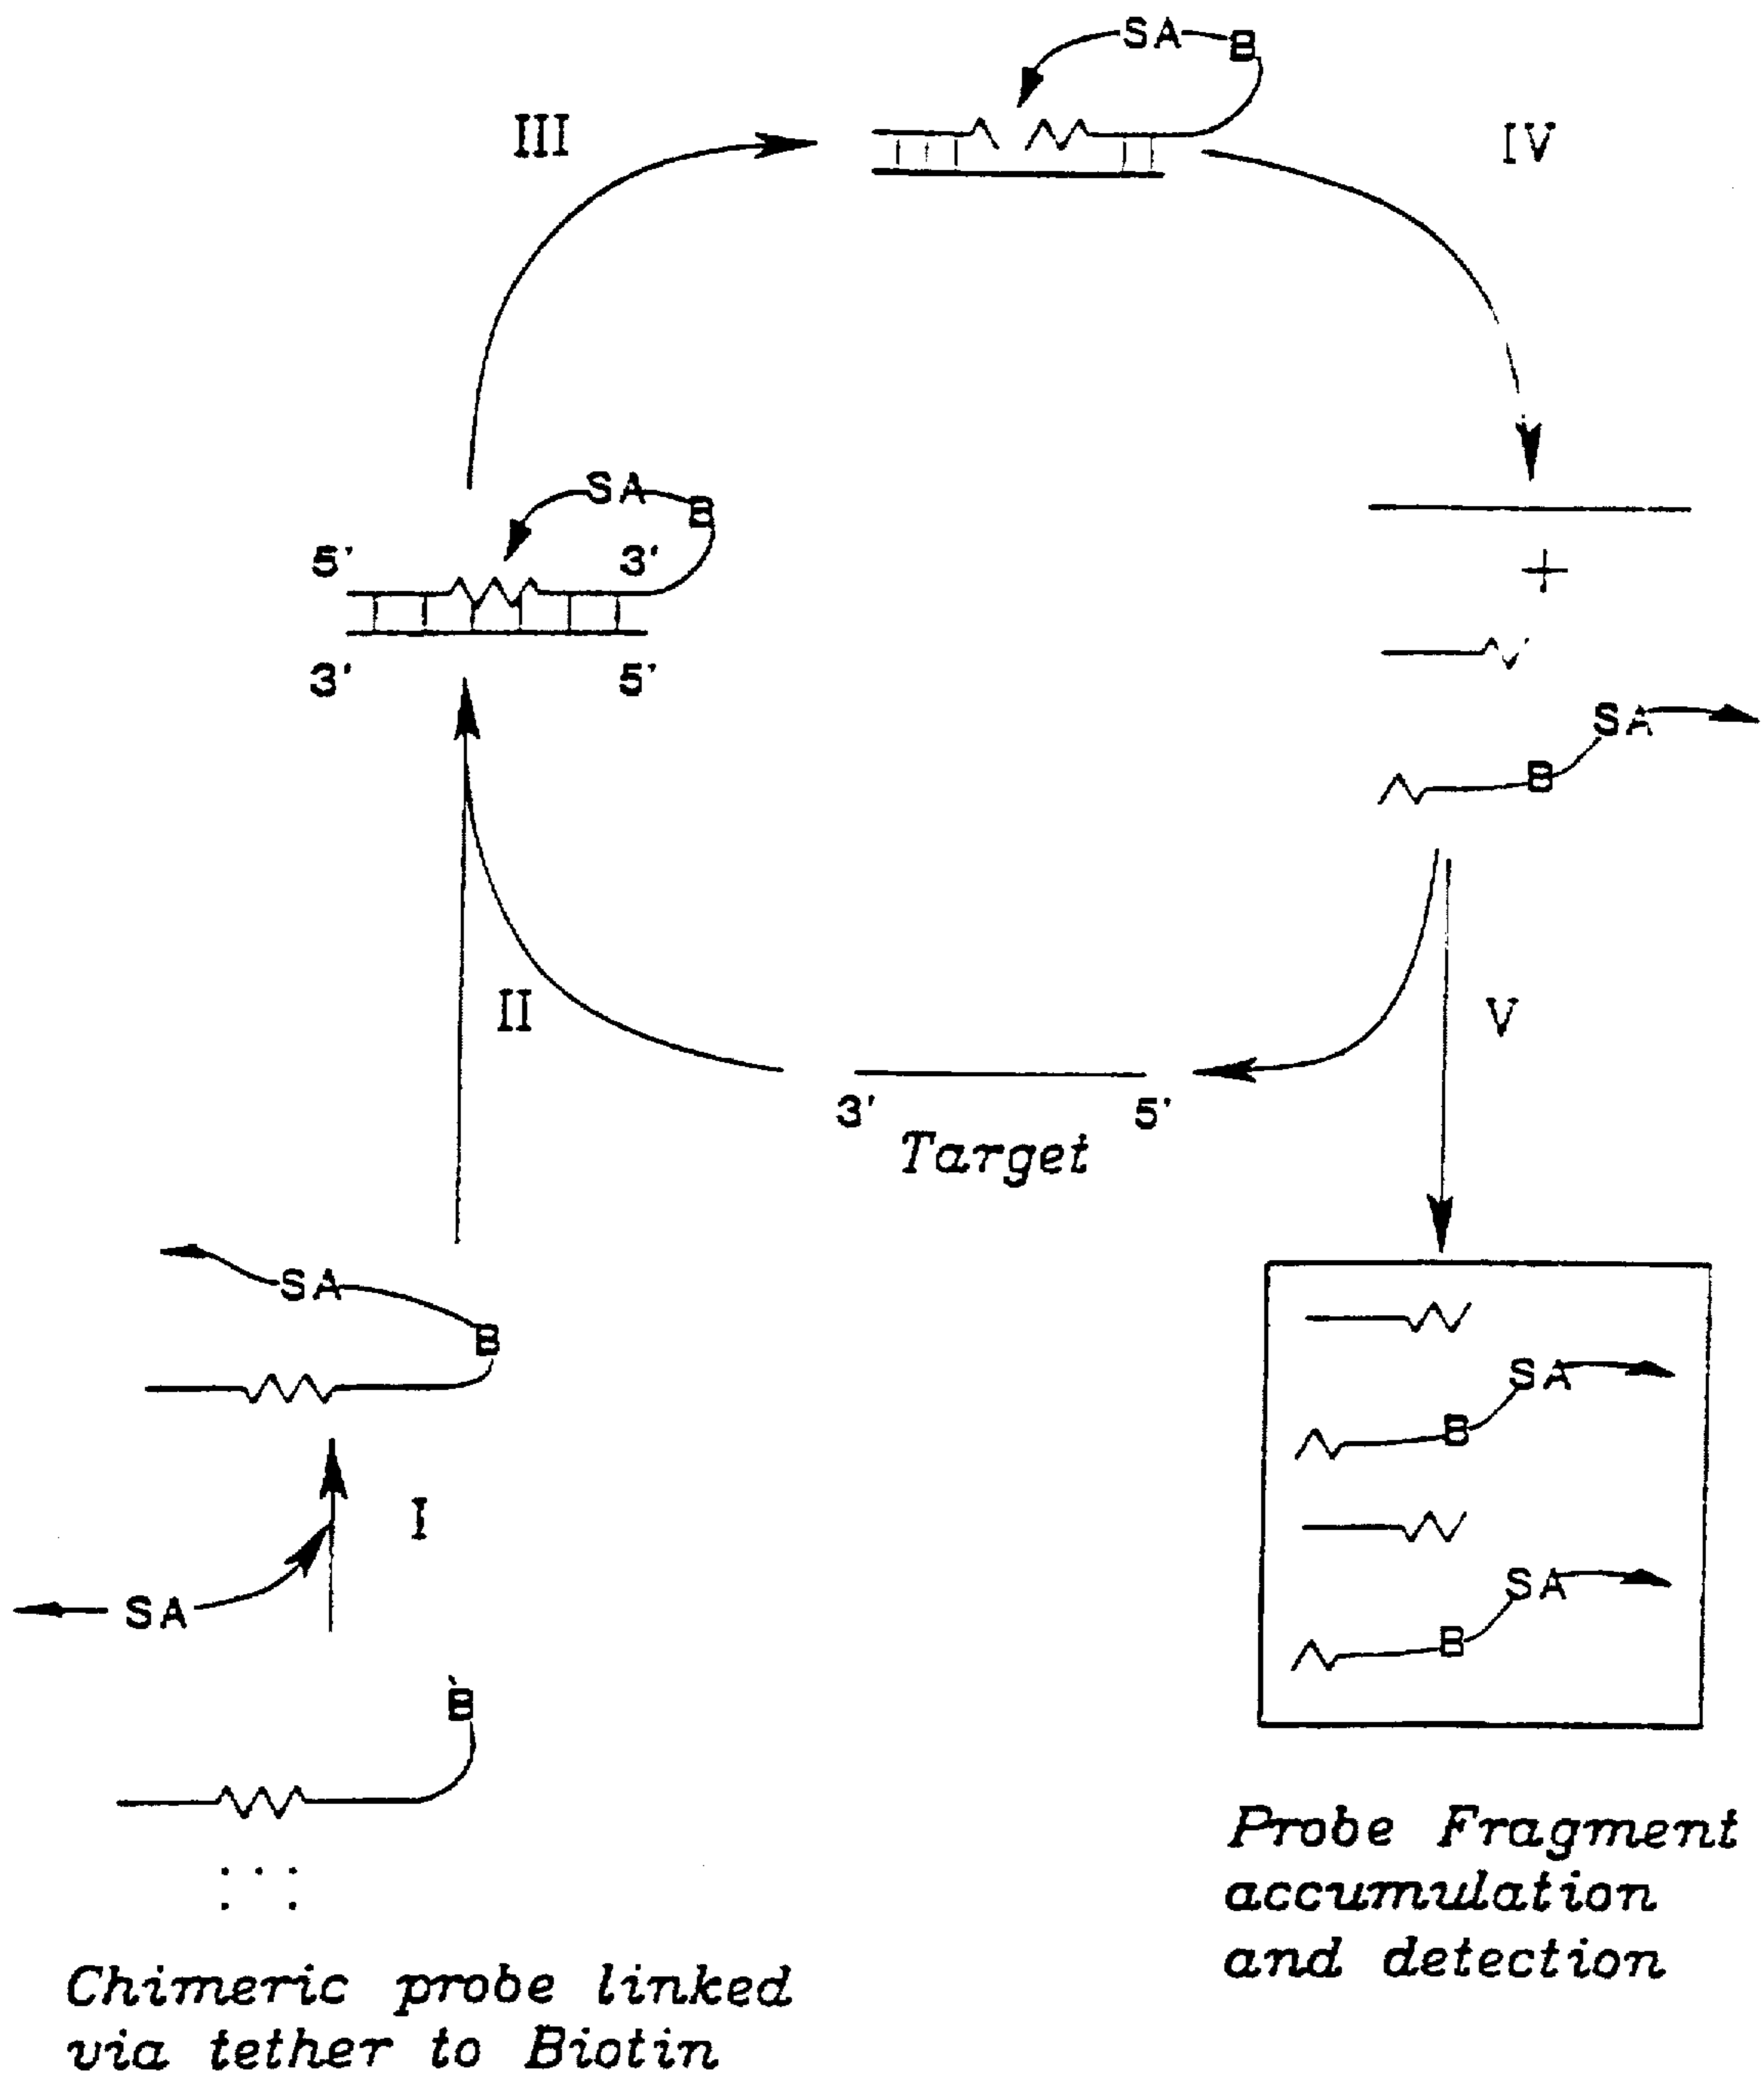 SA B
III
IV
SA B
5' 3'
3' 5'
SA
B
II
V
3' 5'
Target
SA
B
SA
B
I
SA
SA
B
B
Probe Fragment
accumulation
and detection
Chimeric probe linked
via tether to Biotin